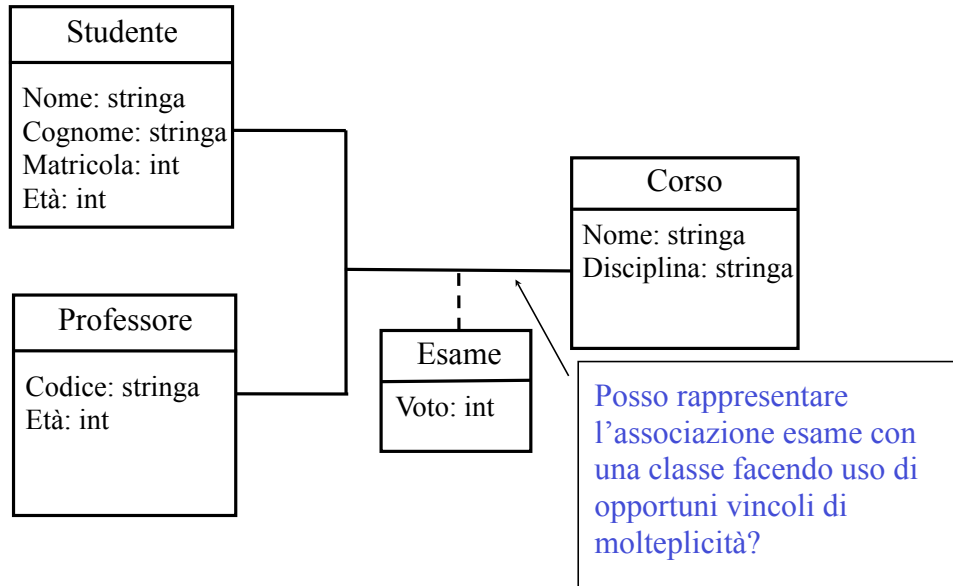 Studente
Nome: stringa
Cognome: stringa
Matricola: int
Età: int
Corso
Nome: stringa
Disciplina: stringa
Professore
Codice: stringa
Età: int
Esame
Voto: int
Posso rappresentare
l’associazione esame con
una classe facendo uso di
opportuni vincoli di
molteplicità?